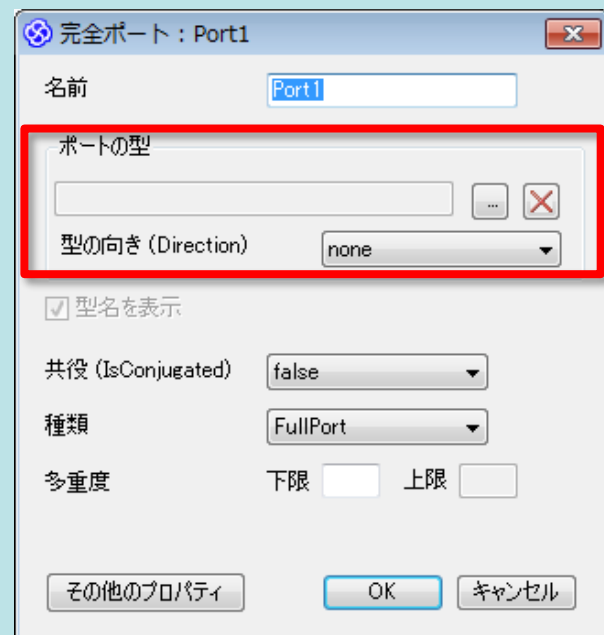 完全ポート : Port1
名前 Port1
ポートの型
...
型の向き (Direction) none
型名を表示
共役 (IsConjugated) false
種類 FullPort
多重度 下限 上限
その他のプロパティ OK キャンセル